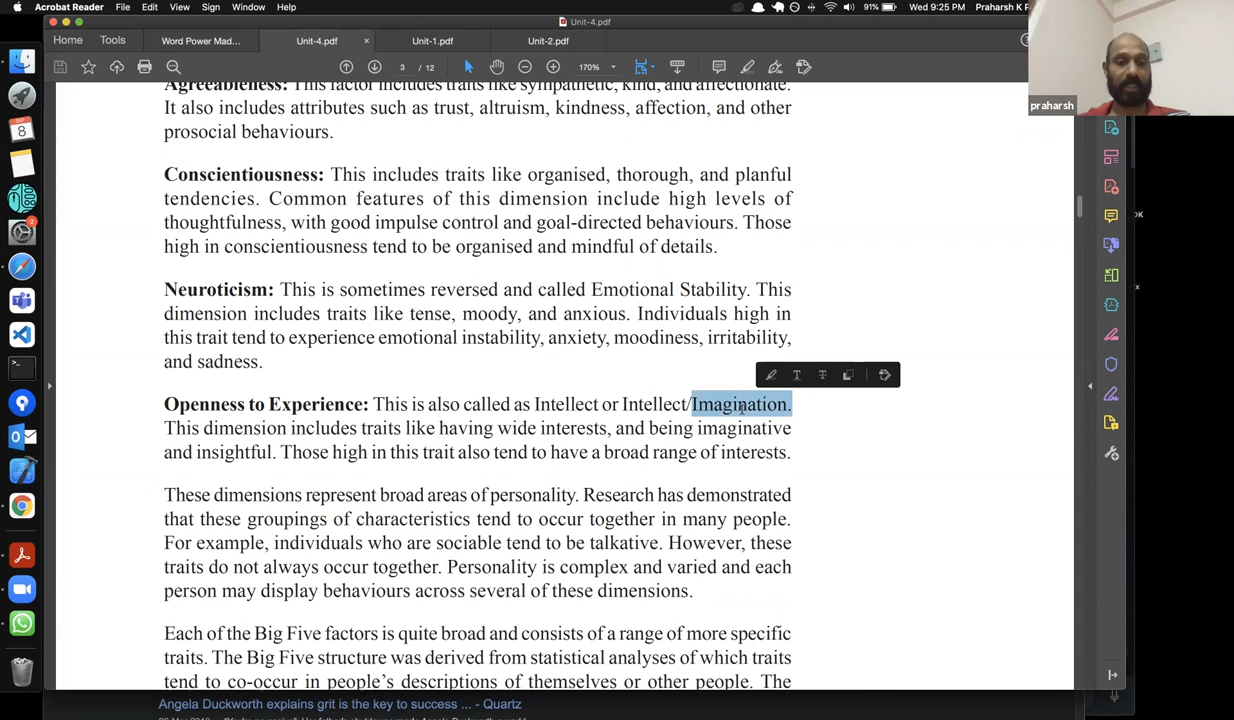 Acrobat Reader File Edit View Sign Window Help 91% Wed 9:25 PM Praharsh K P
Unit-4.pdf
Home Tools Word Power Mad... Unit-4.pdf × Unit-1.pdf Unit-2.pdf
3 / 12 170%
praharsh
SEP
8
2
Agreeableness: This factor includes traits like sympathetic, kind, and affectionate.
It also includes attributes such as trust, altruism, kindness, affection, and other
prosocial behaviours.
Conscientiousness: This includes traits like organised, thorough, and planful
tendencies. Common features of this dimension include high levels of
thoughtfulness, with good impulse control and goal-directed behaviours. Those
high in conscientiousness tend to be organised and mindful of details.
Neuroticism: This is sometimes reversed and called Emotional Stability. This
dimension includes traits like tense, moody, and anxious. Individuals high in
this trait tend to experience emotional instability, anxiety, moodiness, irritability,
and sadness.
Openness to Experience: This is also called as Intellect or Intellect/Imagination.
This dimension includes traits like having wide interests, and being imaginative
and insightful. Those high in this trait also tend to have a broad range of interests.
These dimensions represent broad areas of personality. Research has demonstrated
that these groupings of characteristics tend to occur together in many people.
For example, individuals who are sociable tend to be talkative. However, these
traits do not always occur together. Personality is complex and varied and each
person may display behaviours across several of these dimensions.
Each of the Big Five factors is quite broad and consists of a range of more specific
traits. The Big Five structure was derived from statistical analyses of which traits
tend to co-occur in people's descriptions of themselves or other people. The
Angela Duckworth explains grit is the key to success ... - Quartz